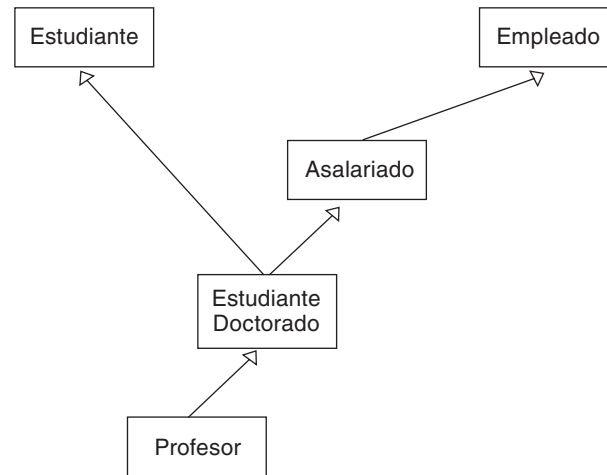 Estudiante
Empleado
Asalariado
Estudiante
Doctorado
Profesor